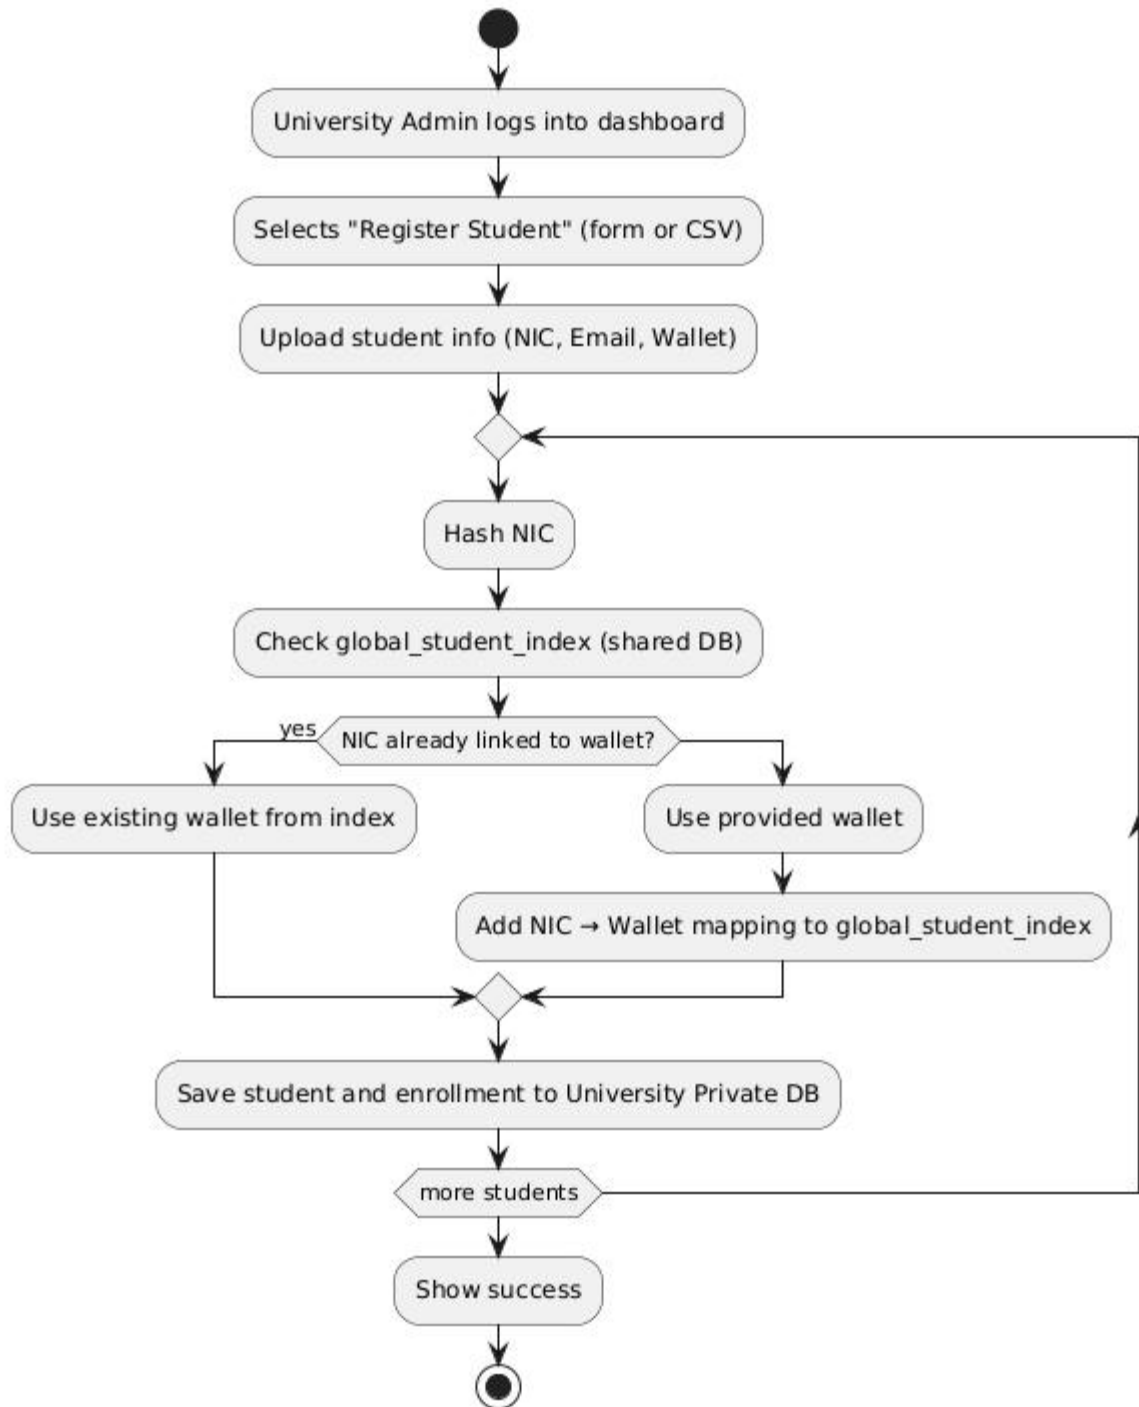 University Admin logs into dashboard
Selects "Register Student" (form or CSV)
Upload student info (NIC, Email, Wallet)
Hash NIC
Check global_student_index (shared DB)
yes
NIC already linked to wallet?
Use existing wallet from index
Use provided wallet
Add NIC → Wallet mapping to global_student_index
Save student and enrollment to University Private DB
more students
Show success